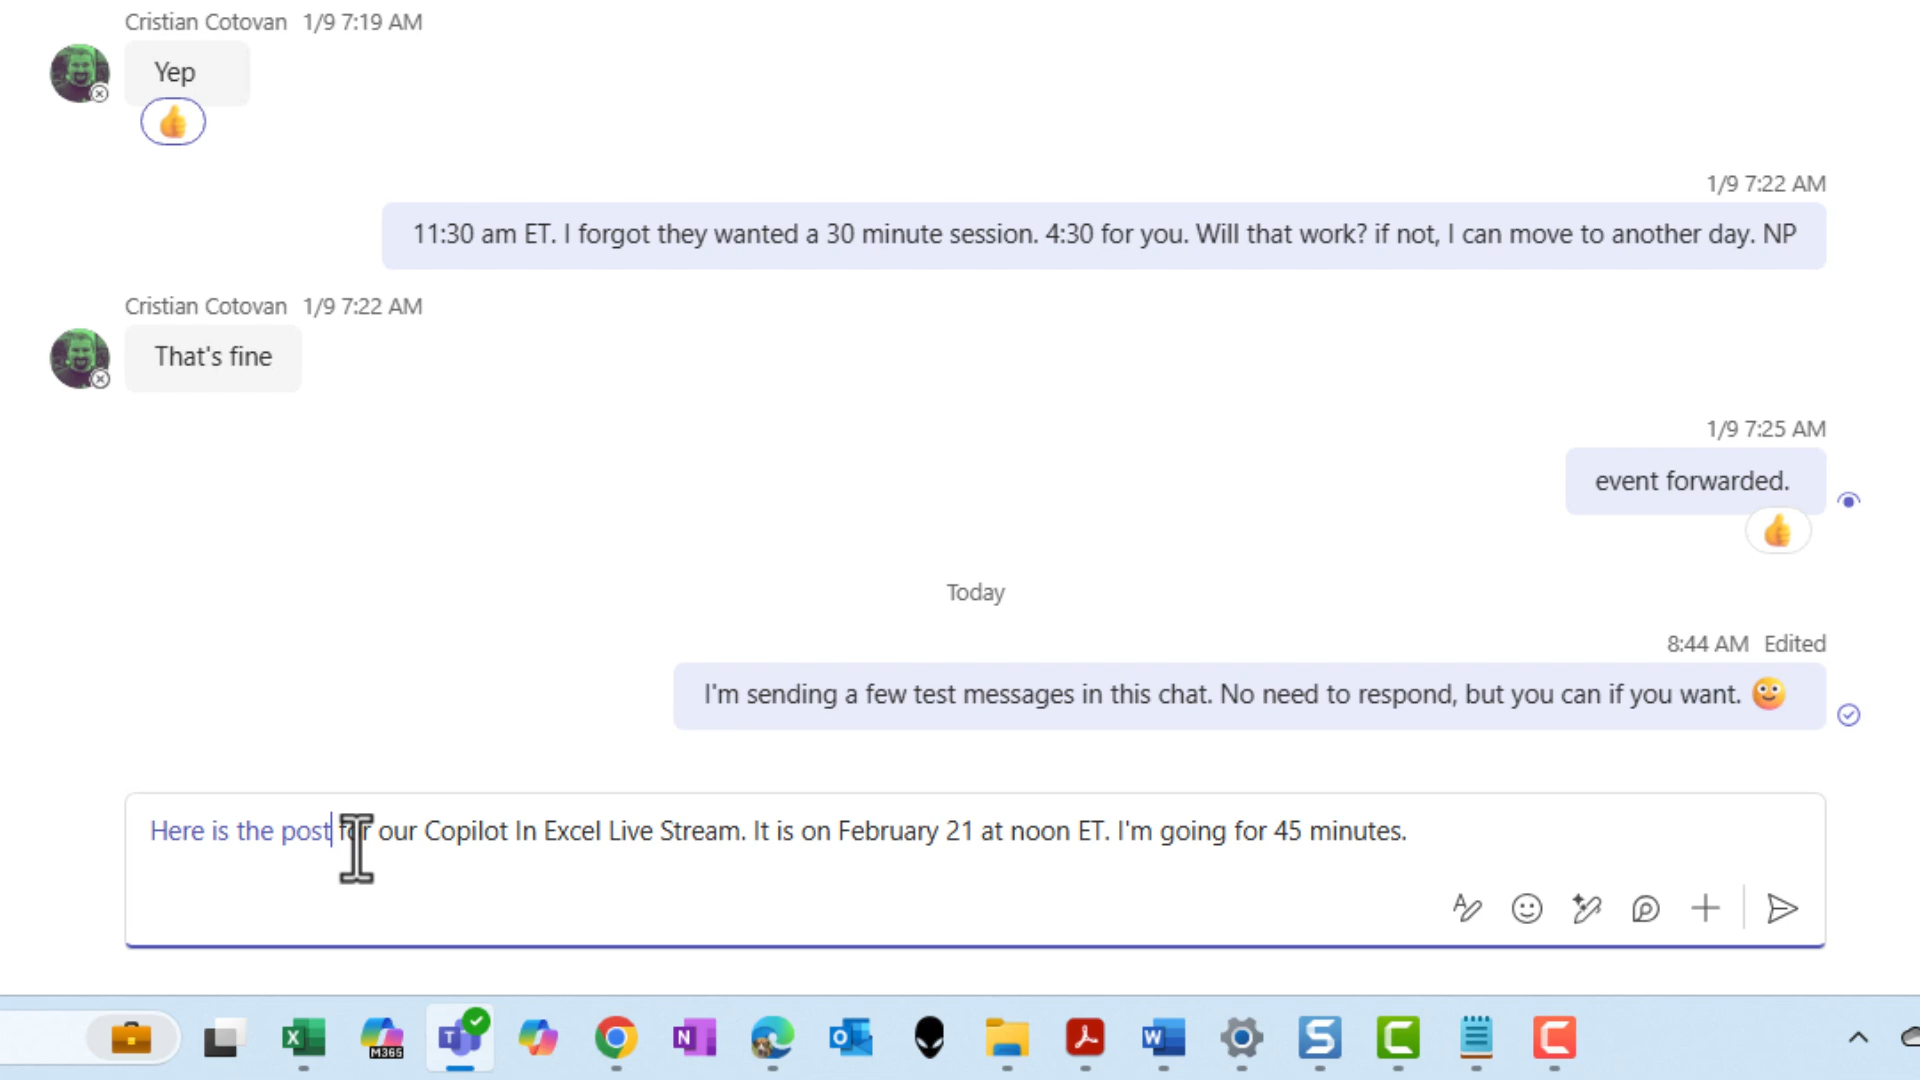 Cristian Cotovan 1/9 7:19 AM
Yep
1/9 7:22 AM
11:30 am ET. I forgot they wanted a 30 minute session. 4:30 for you. Will that work? if not, I can move to another day. NP
Cristian Cotovan 1/9 7:22 AM
That's fine
1/9 7:25 AM
event forwarded.
Today
8:44 AM Edited
I'm sending a few test messages in this chat. No need to respond, but you can if you want.
Here is the post for our Copilot In Excel Live Stream. It is on February 21 at noon ET. I'm going for 45 minutes.
M365